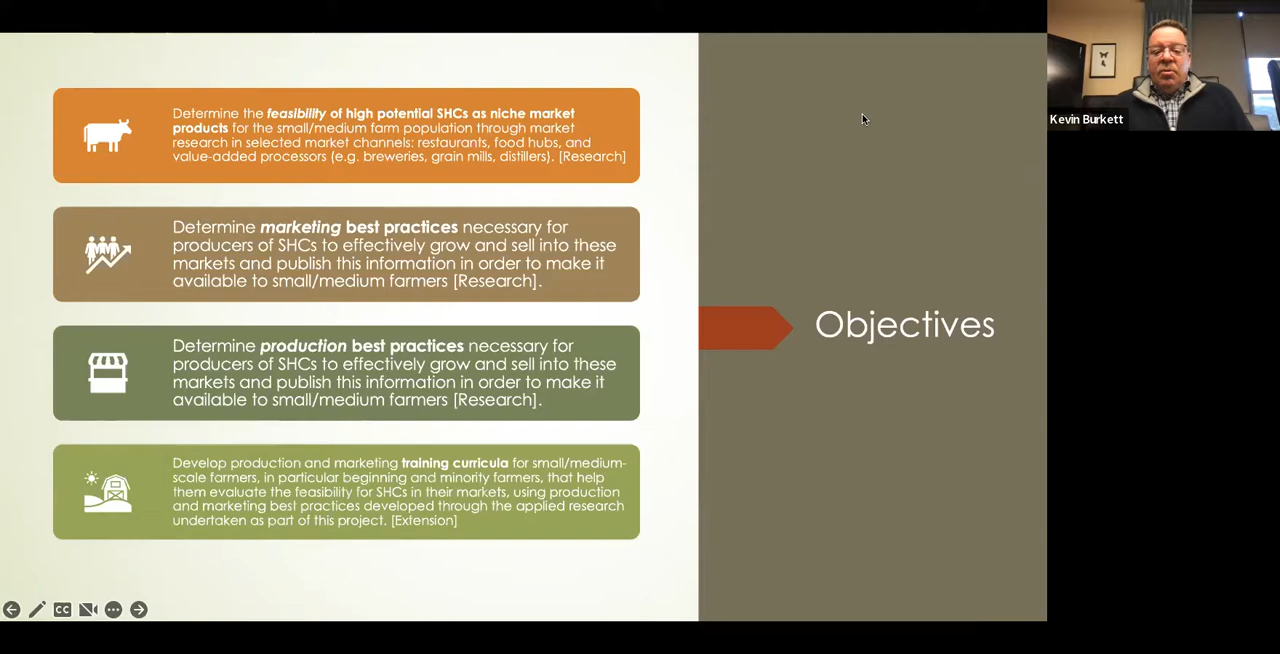 Determine the feasibility of high potential SHCs as niche market
products for the small/medium farm population through market
research in selected market channels: restaurants, food hubs, and
value-added processors (e.g. breweries, grain mills, distillers). [Research]
Determine marketing best practices necessary for
producers of SHCs to effectively grow and sell into these
markets and publish this information in order to make it
available to small/medium farmers [Research].
Determine production best practices necessary for
producers of SHCs to effectively grow and sell into these
markets and publish this information in order to make it
available to small/medium farmers [Research].
Develop production and marketing training curricula for small/medium-
scale farmers, in particular beginning and minority farmers, that help
them evaluate the feasibility for SHCs in their markets, using production
and marketing best practices developed through the applied research
undertaken as part of this project. [Extension]
Objectives
Kevin Burkett
CC